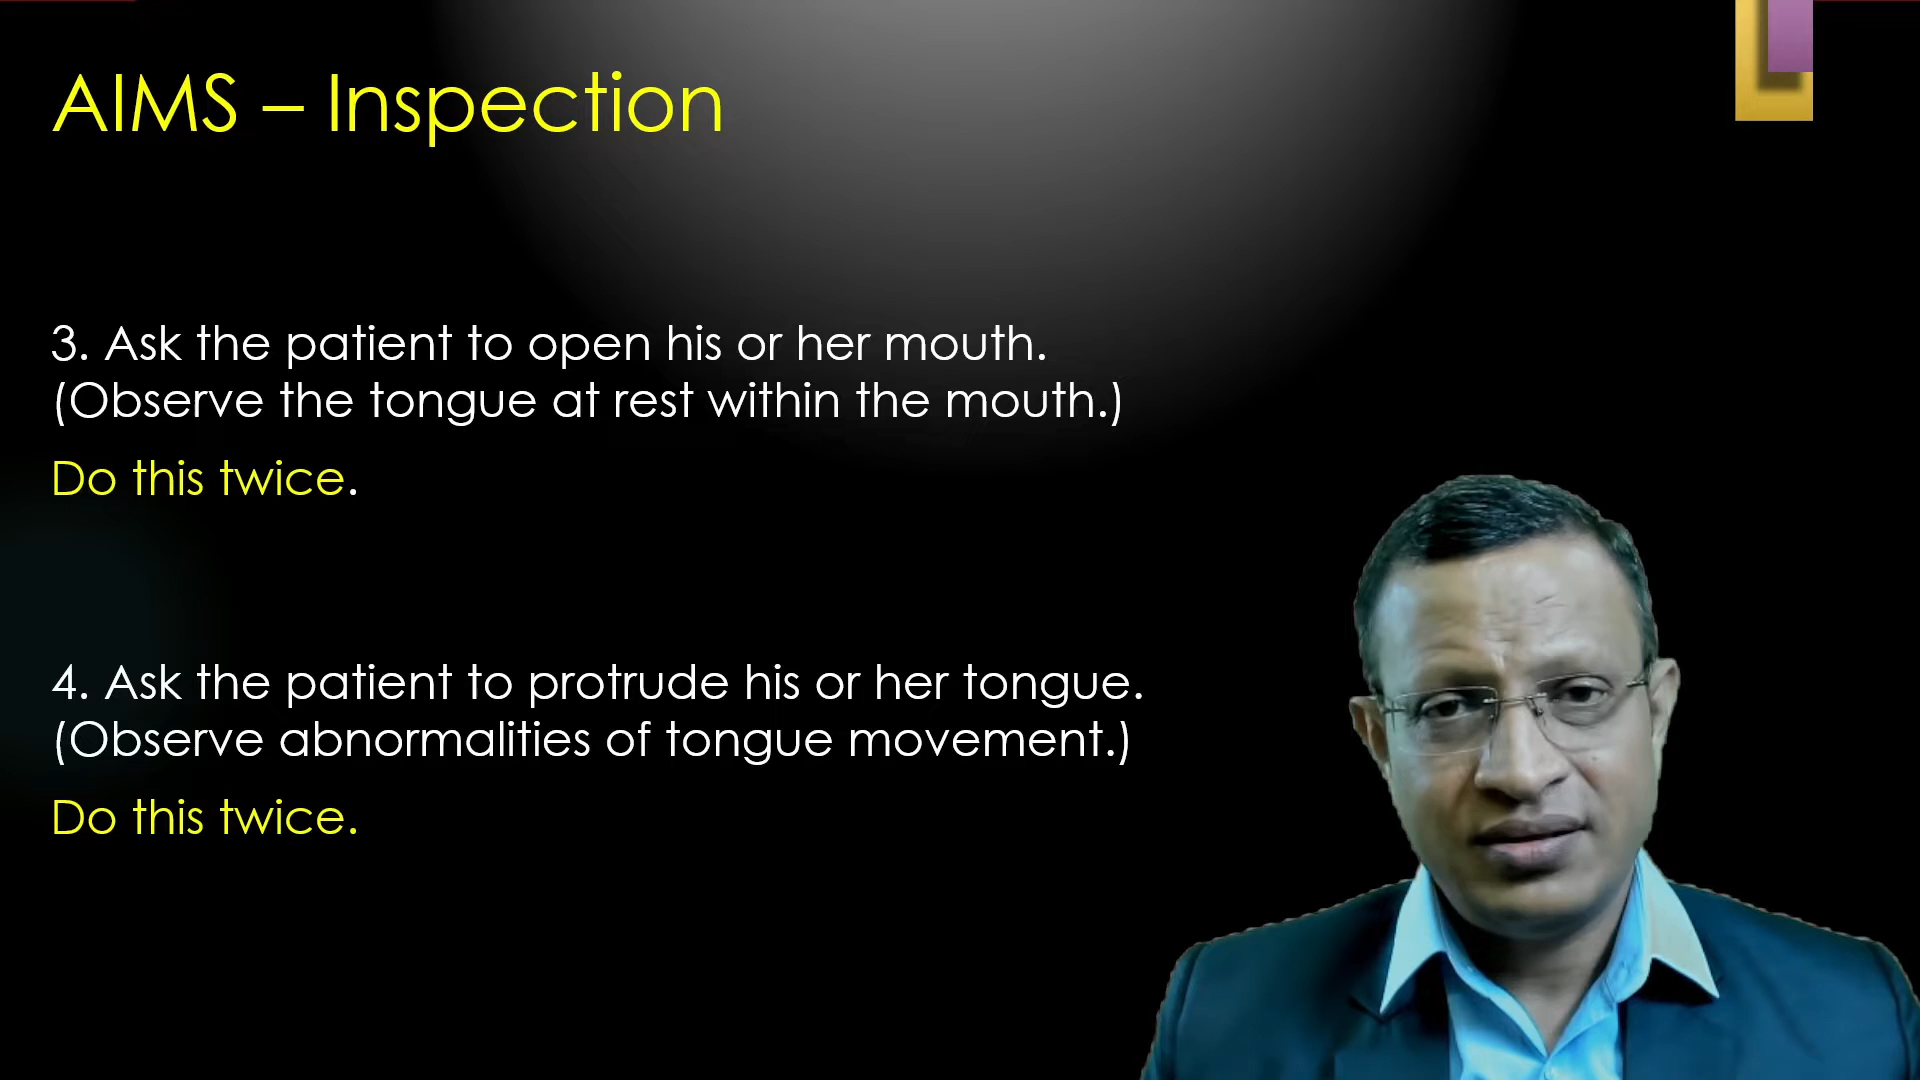 AIMS – Inspection
3. Ask the patient to open his or her mouth.
(Observe the tongue at rest within the mouth.)
Do this twice.
4. Ask the patient to protrude his or her tongue.
(Observe abnormalities of tongue movement.)
Do this twice.